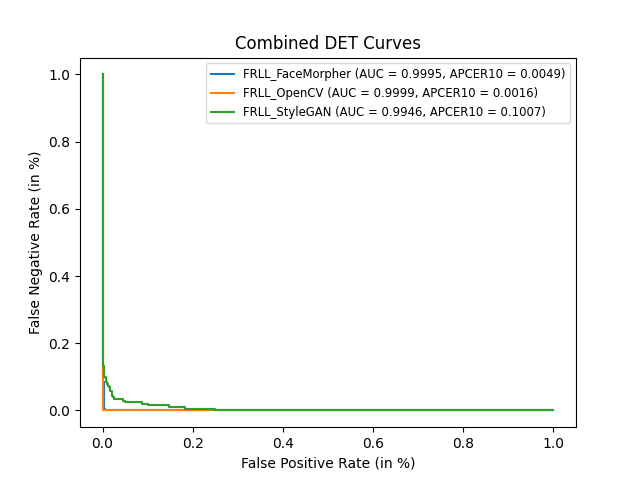 Combined DET Curves
FRLL_FaceMorpher (AUC = 0.9995, APCER10 = 0.0049)
FRLL_OpenCV (AUC = 0.9999, APCER10 = 0.0016)
FRLL_StyleGAN (AUC = 0.9946, APCER10 = 0.1007)
False Negative Rate (in %)
1.0
0.8
0.6
0.4
0.2
0.0
0.0 0.2 0.4 0.6 0.8 1.0
False Positive Rate (in %)